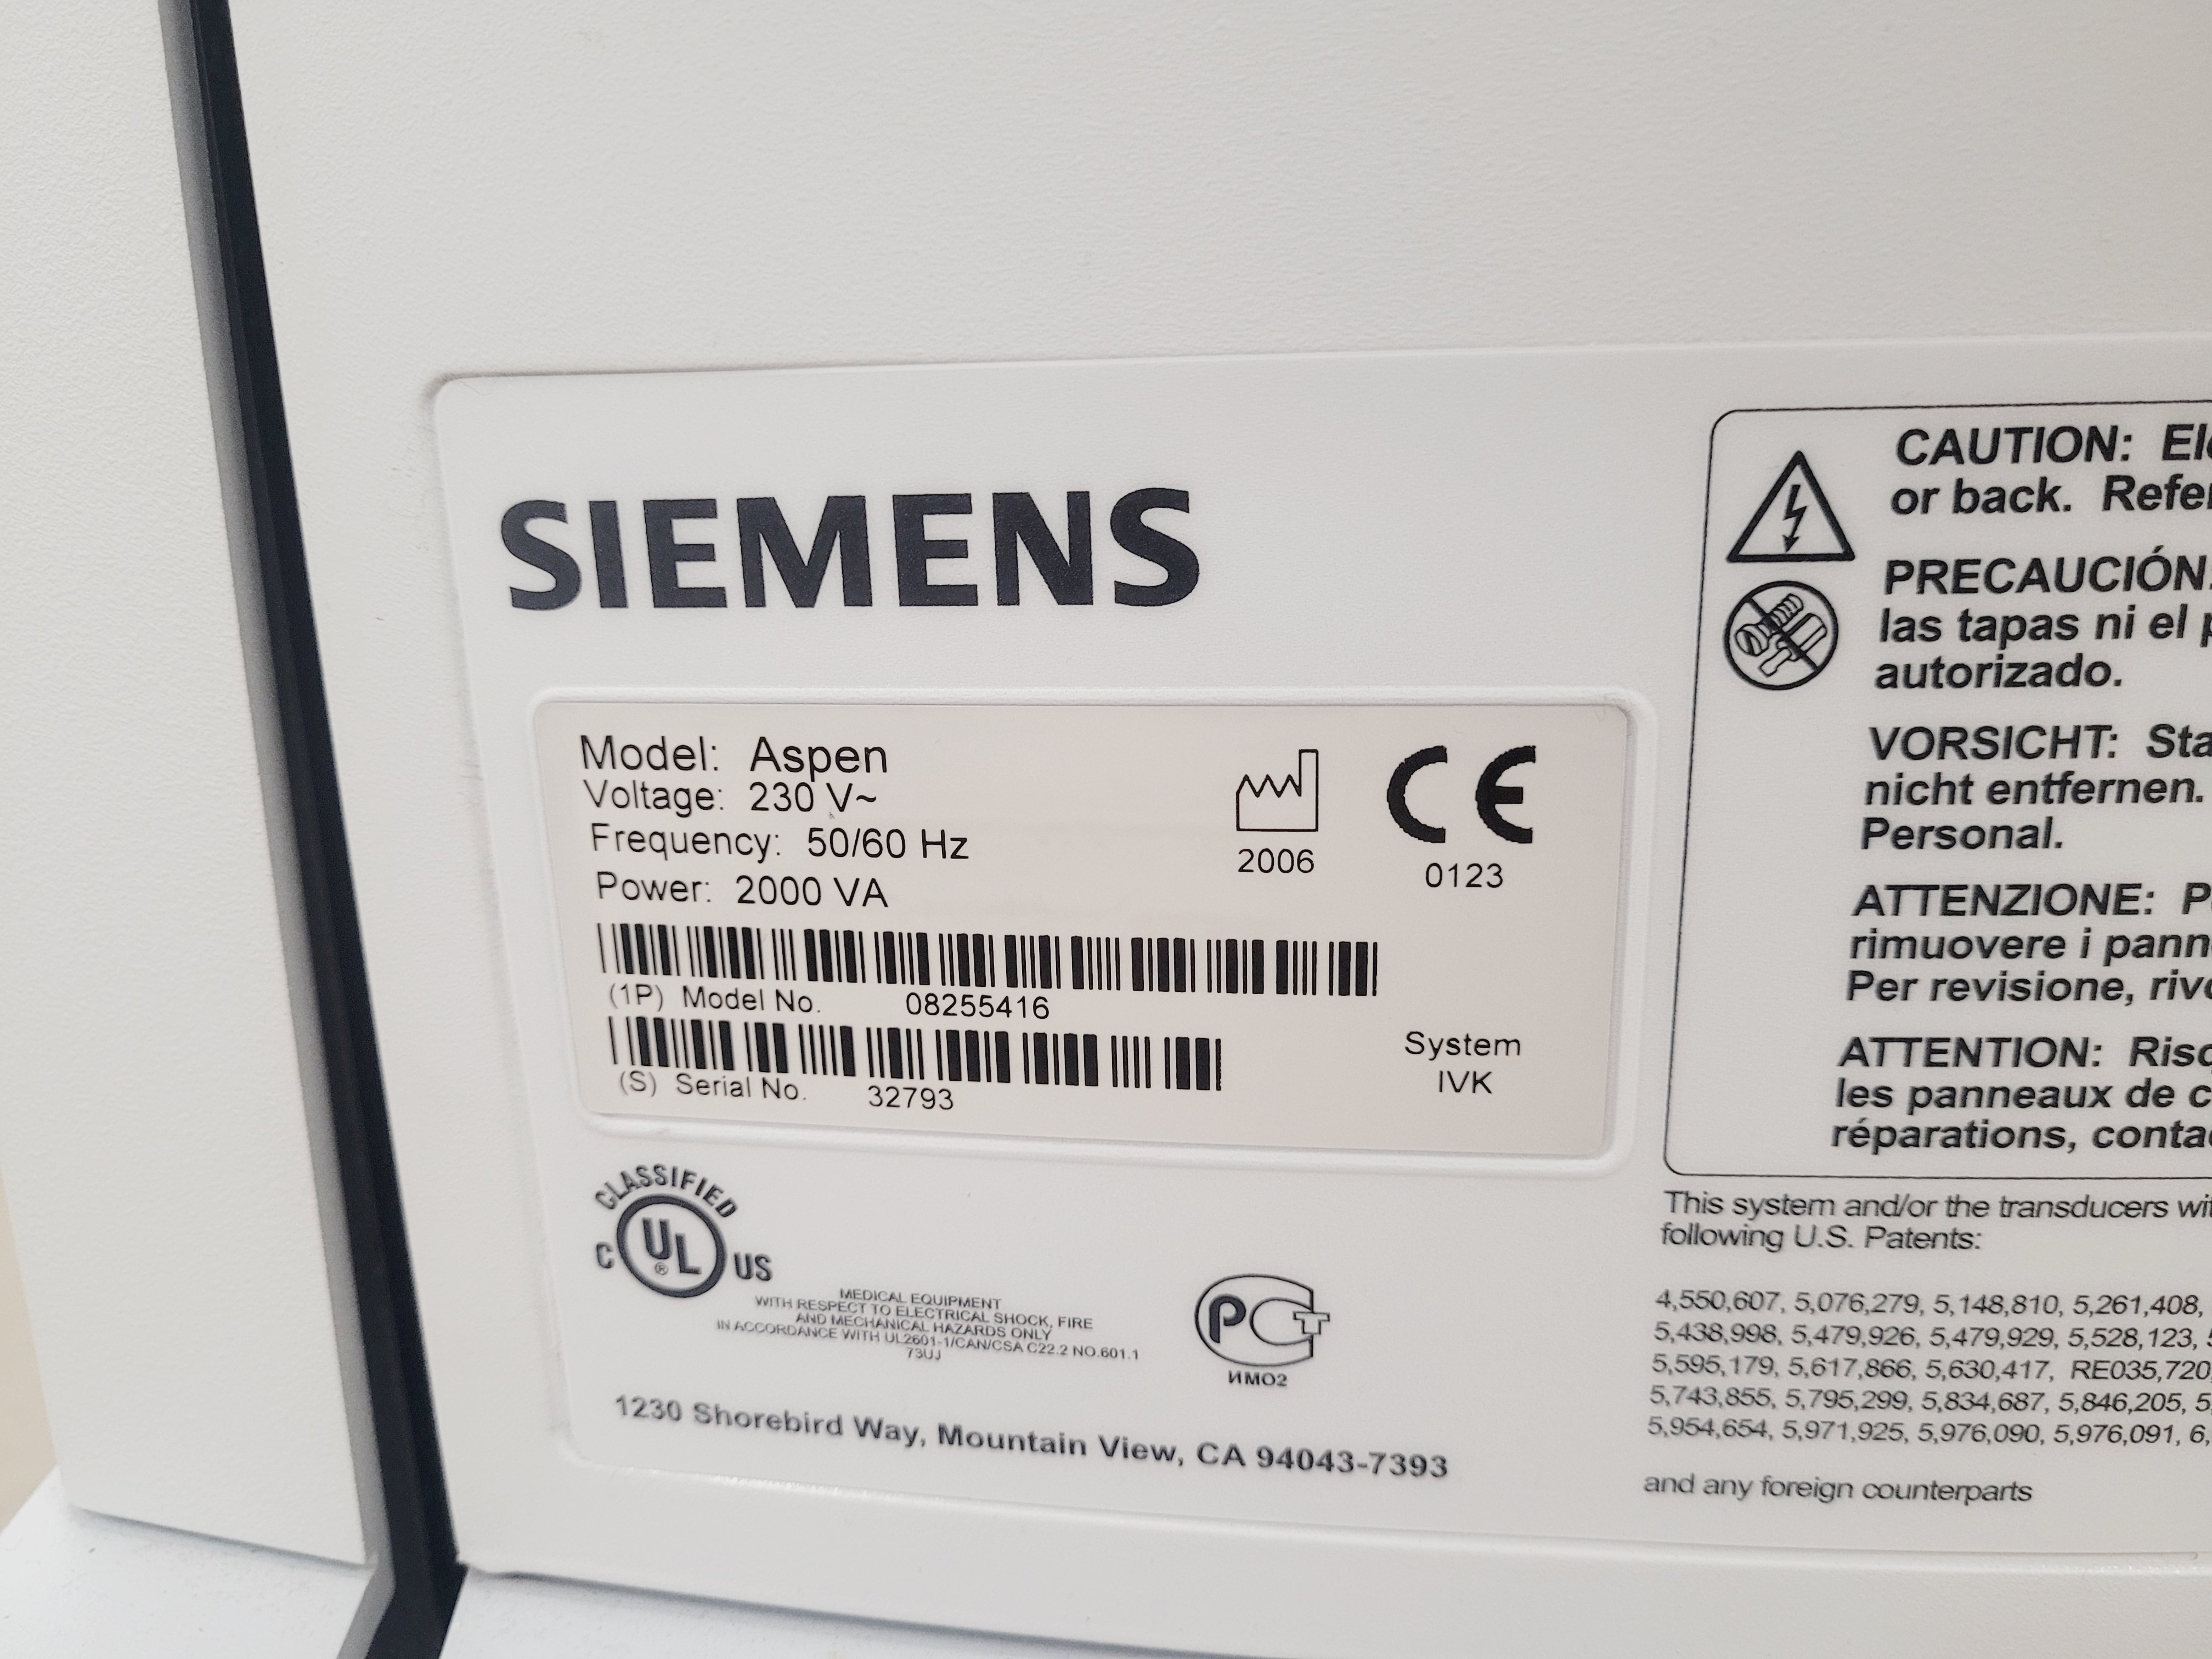 SIEMENS
Model: Aspen
Voltage: 230 V~
Frequency: 50/60 Hz
Power: 2000 VA
2006
CE
0123
(1P) Model No. 08255416
(S) Serial No. 32793
System
IVK
CLASSIFIED
C UL US
®
MEDICAL EQUIPMENT
WITH RESPECT TO ELECTRICAL SHOCK, FIRE
AND MECHANICAL HAZARDS ONLY
IN ACCORDANCE WITH UL2601-1/CAN/CSA C22.2 NO.601.1
73UJ
РСТ
ИМО2
1230 Shorebird Way, Mountain View, CA 94043-7393
CAUTION:
or back.
PRECAUCIÓN:
las tapas ni el
autorizado.
VORSICHT:
nicht entfernen.
Personal.
ATTENZIONE:
rimuovere i
Per revisione,
ATTENTION:
les panneaux de
réparations,
This system and/or the transducers
following U.S. Patents:
4,550,607, 5,076,279, 5,148,810, 5,261,408,
5,438,998, 5,479,926, 5,479,929, 5,528,123,
5,595,179, 5,617,866, 5,630,417, RE035,720,
5,743,855, 5,795,299, 5,834,687, 5,846,205,
5,954,654, 5,971,925, 5,976,090, 5,976,091,
and any foreign counterparts